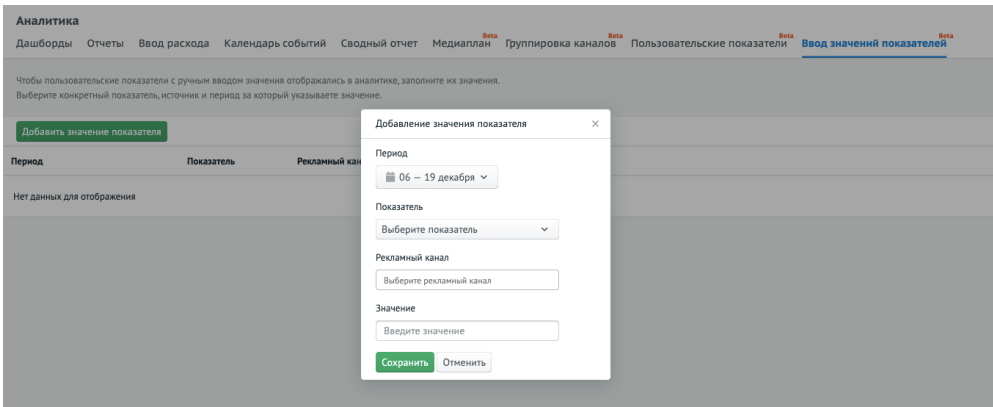 Аналитика
Beta Beta Beta Beta
Дашборды Отчеты Ввод расхода Календарь событий Сводный отчет Медиаплан Группировка каналов Пользовательские показатели Ввод значений показателей
Чтобы пользовательские показатели с ручным вводом значения отображались в аналитике, заполните их значения.
Выберите конкретный показатель, источник и период за который указываете значение.
Добавить значение показателя
Период Показатель Рекламный кан
Нет данных для отображения
Добавление значения показателя ×
Период
06 — 19 декабря
Показатель
Выберите показатель
Рекламный канал
Выберите рекламный канал
Значение
Введите значение
Сохранить Отменить